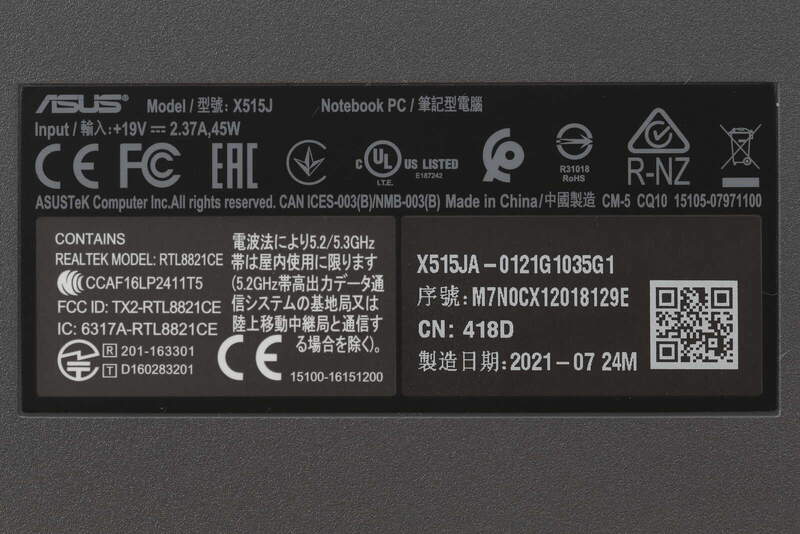 ASUS Model / 型號: X515J Notebook PC / 筆記型電腦
Input / 輸入:+19V ⎓ 2.37A,45W
CE FC EAC c UL US LISTED
I.T.E. E187242
R31018
RoHS
R-NZ
ASUSTeK Computer Inc.All rights reserved. CAN ICES-003(B)/NMB-003(B) Made in China/中國製造 CM-5 CQ10 15105-07971100
CONTAINS
REALTEK MODEL: RTL8821CE
CCAF16LP2411T5
FCC ID: TX2-RTL8821CE
IC: 6317A-RTL8821CE
R 201-163301
T D160283201
電波法により5.2/5.3GHz
帯は屋内使用に限ります
(5.2GHz帯高出力データ通
信システムの基地局又は
陸上移動中継局と通信す
る場合を除く)。
CE 15100-16151200
X515JA-0121G1035G1
序號: M7N0CX12018129E
CN: 418D
製造日期: 2021-07 24M